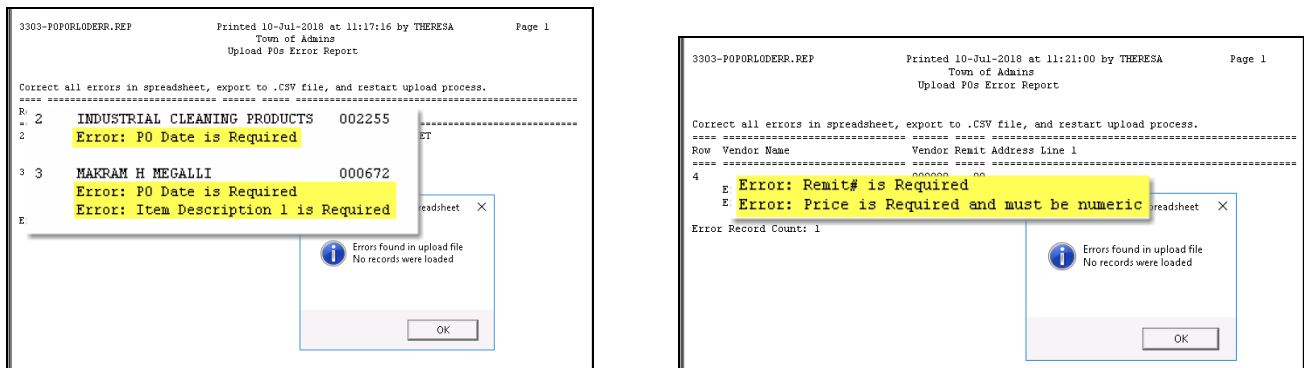 3303-POPORLODERR.REP Printed 10-Jul-2018 at 11:17:16 by THERESA Page 1
Town of Admins
Upload POs Error Report
Correct all errors in spreadsheet, export to .CSV file, and restart upload process.
2 INDUSTRIAL CLEANING PRODUCTS 002255
Error: PO Date is Required
3 3 MAKRAM H MEGALLI 000672
Error: PO Date is Required
Error: Item Description 1 is Required
Errors found in upload file
No records were loaded
OK
3303-POPORLODERR.REP Printed 10-Jul-2018 at 11:21:00 by THERESA Page 1
Town of Admins
Upload POs Error Report
Correct all errors in spreadsheet, export to .CSV file, and restart upload process.
Row Vendor Name Vendor Remit Address Line 1
4
Error: Remit# is Required
Error: Price is Required and must be numeric
Error Record Count: 1
Errors found in upload file
No records were loaded
OK